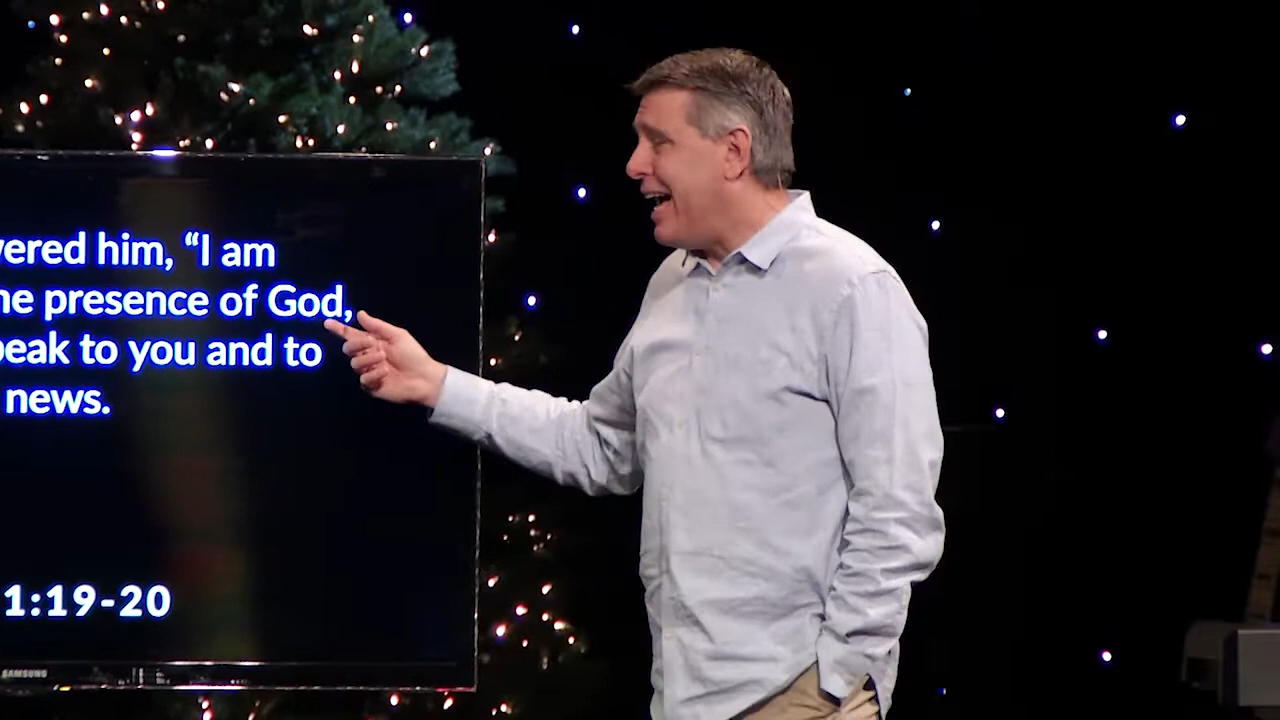 vered him, “I am
he presence of God,
peak to you and to
news.
1:19-20
SAMSUNG